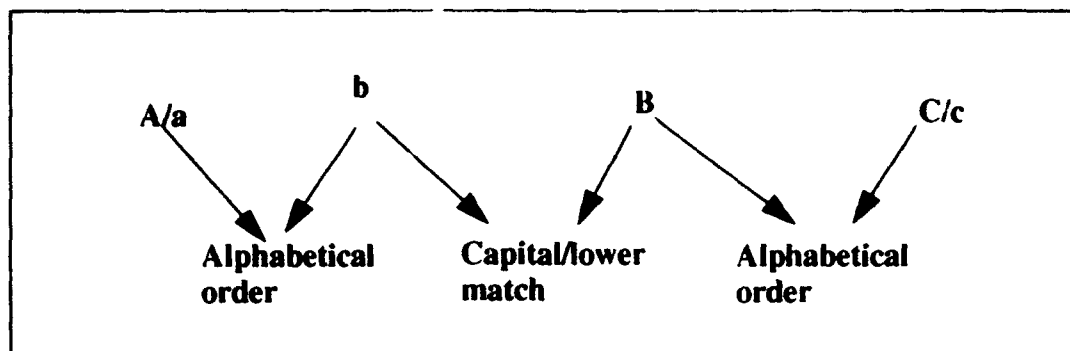 A/a b B C/c
Alphabetical Capital/lower Alphabetical
order match order